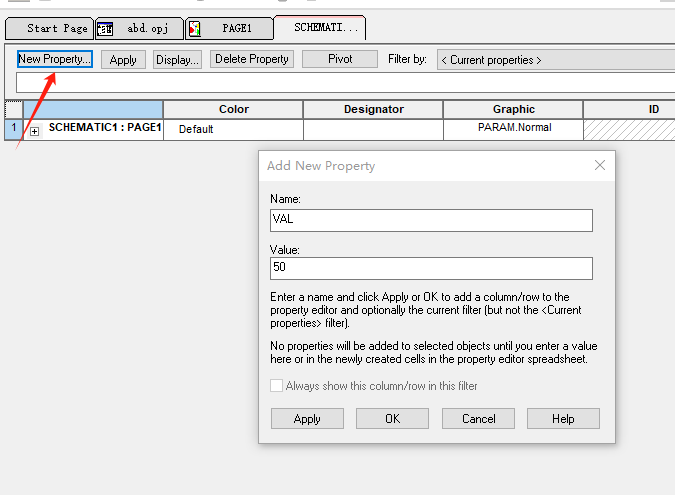 Start Page abd.opj PAGE1 SCHEMATI...
New Property... Apply Display... Delete Property Pivot Filter by: < Current properties >
Color Designator Graphic ID
1 SCHEMATIC1 : PAGE1 Default PARAM.Normal
Add New Property
Name:
VAL
Value:
50
Enter a name and click Apply or OK to add a column/row to the
property editor and optionally the current filter (but not the <Current
properties> filter).
No properties will be added to selected objects until you enter a value
here or in the newly created cells in the property editor spreadsheet.
Always show this column/row in this filter
Apply OK Cancel Help